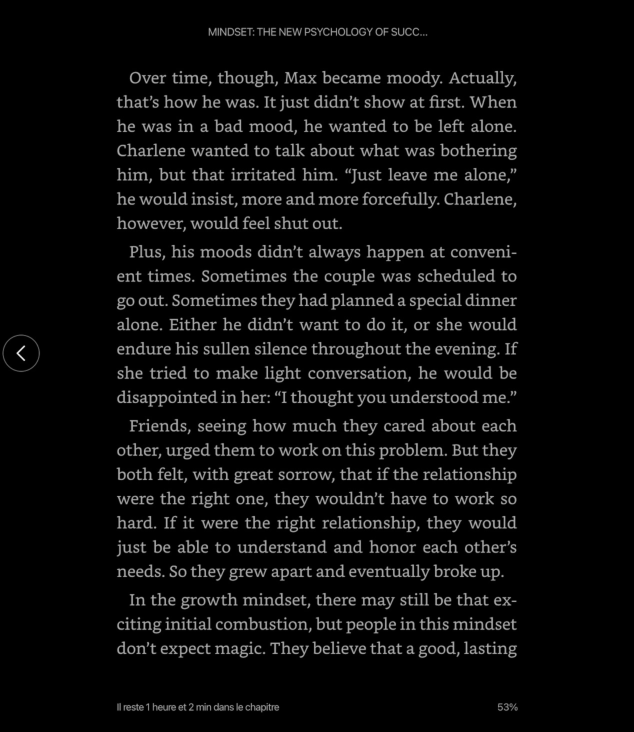 MINDSET: THE NEW PSYCHOLOGY OF SUCC...
Over time, though, Max became moody. Actually,
that’s how he was. It just didn’t show at first. When
he was in a bad mood, he wanted to be left alone.
Charlene wanted to talk about what was bothering
him, but that irritated him. “Just leave me alone,”
he would insist, more and more forcefully. Charlene,
however, would feel shut out.
Plus, his moods didn’t always happen at conveni-
ent times. Sometimes the couple was scheduled to
go out. Sometimes they had planned a special dinner
alone. Either he didn’t want to do it, or she would
endure his sullen silence throughout the evening. If
she tried to make light conversation, he would be
disappointed in her: “I thought you understood me.”
Friends, seeing how much they cared about each
other, urged them to work on this problem. But they
both felt, with great sorrow, that if the relationship
were the right one, they wouldn’t have to work so
hard. If it were the right relationship, they would
just be able to understand and honor each other’s
needs. So they grew apart and eventually broke up.
In the growth mindset, there may still be that ex-
citing initial combustion, but people in this mindset
don’t expect magic. They believe that a good, lasting
Il reste 1 heure et 2 min dans le chapitre
53%